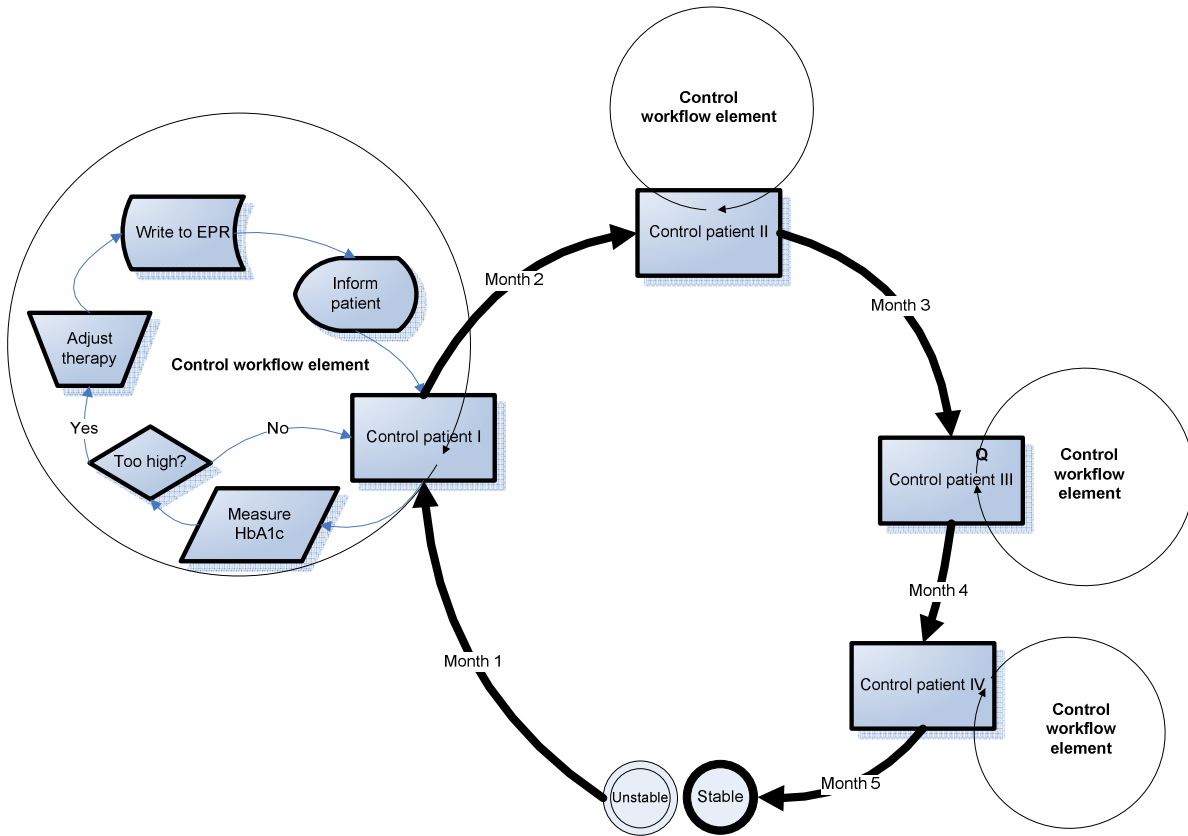 Control
workflow element
Control patient II
Write to EPR
Inform
patient
Month 2
Month 3
Adjust
therapy
Control workflow element
Yes
No
Control patient I
Too high?
Measure
HbA1c
Q
Control patient III
Control
workflow
element
Month 4
Month 1
Control patient IV
Control
workflow
element
Month 5
Unstable
Stable